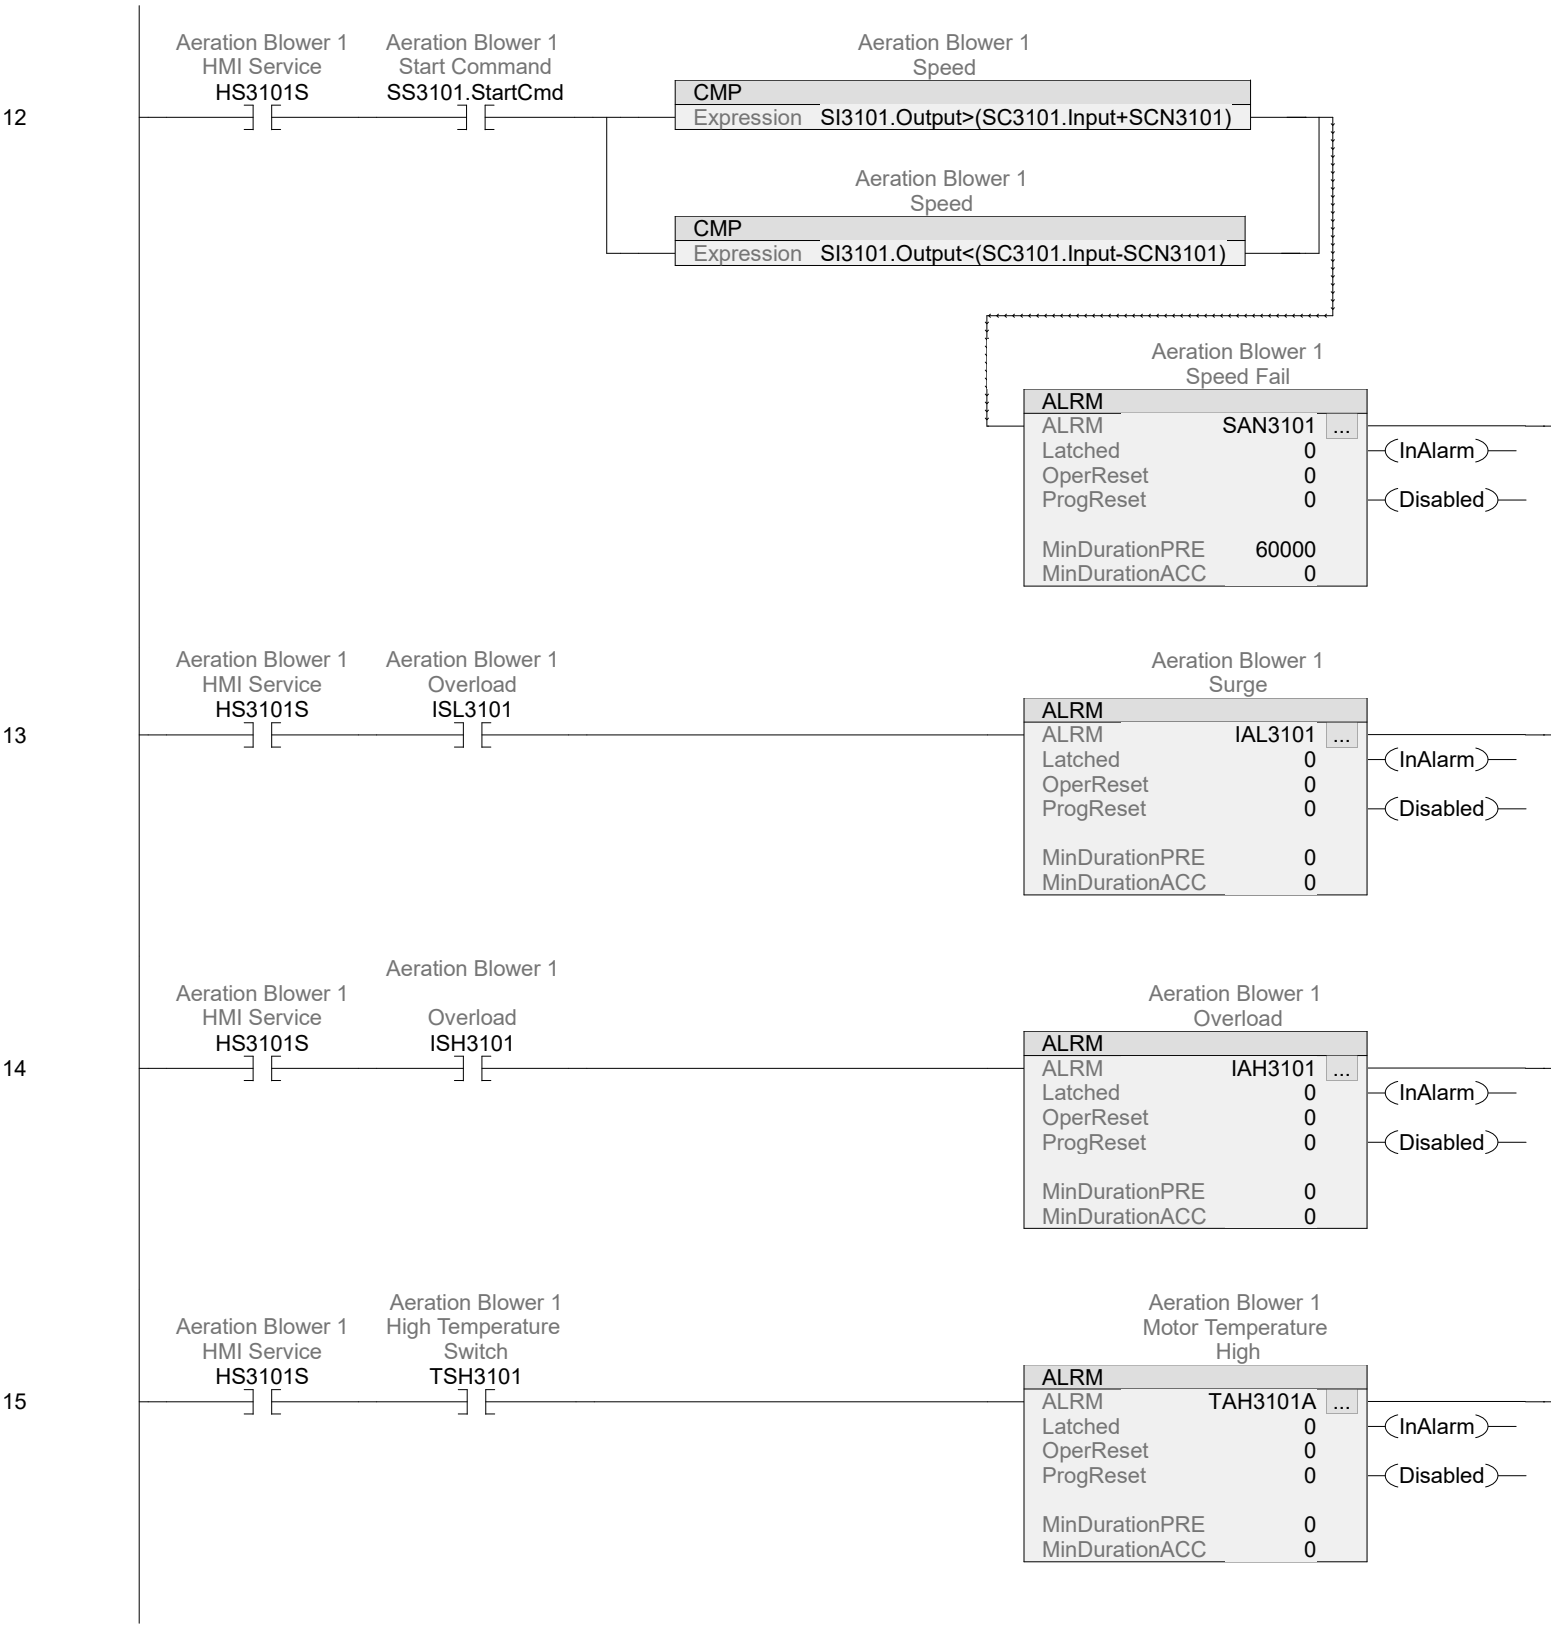 Aeration Blower 1
HMI Service
HS3101S
Aeration Blower 1
Start Command
SS3101.StartCmd
Aeration Blower 1
Speed
CMP
Expression SI3101.Output>(SC3101.Input+SCN3101)
12
Aeration Blower 1
Speed
CMP
Expression SI3101.Output<(SC3101.Input-SCN3101)
Aeration Blower 1
Speed Fail
ALRM
ALRM SAN3101 ...
Latched 0 InAlarm
OperReset 0
ProgReset 0 Disabled
MinDurationPRE 60000
MinDurationACC 0
Aeration Blower 1
HMI Service
HS3101S
Aeration Blower 1
Overload
ISL3101
13
Aeration Blower 1
Surge
ALRM
ALRM IAL3101 ...
Latched 0 InAlarm
OperReset 0
ProgReset 0 Disabled
MinDurationPRE 0
MinDurationACC 0
Aeration Blower 1
HMI Service
HS3101S
Aeration Blower 1
Overload
ISH3101
14
Aeration Blower 1
Overload
ALRM
ALRM IAH3101 ...
Latched 0 InAlarm
OperReset 0
ProgReset 0 Disabled
MinDurationPRE 0
MinDurationACC 0
Aeration Blower 1
HMI Service
HS3101S
Aeration Blower 1
High Temperature
Switch
TSH3101
15
Aeration Blower 1
Motor Temperature
High
ALRM
ALRM TAH3101A ...
Latched 0 InAlarm
OperReset 0
ProgReset 0 Disabled
MinDurationPRE 0
MinDurationACC 0